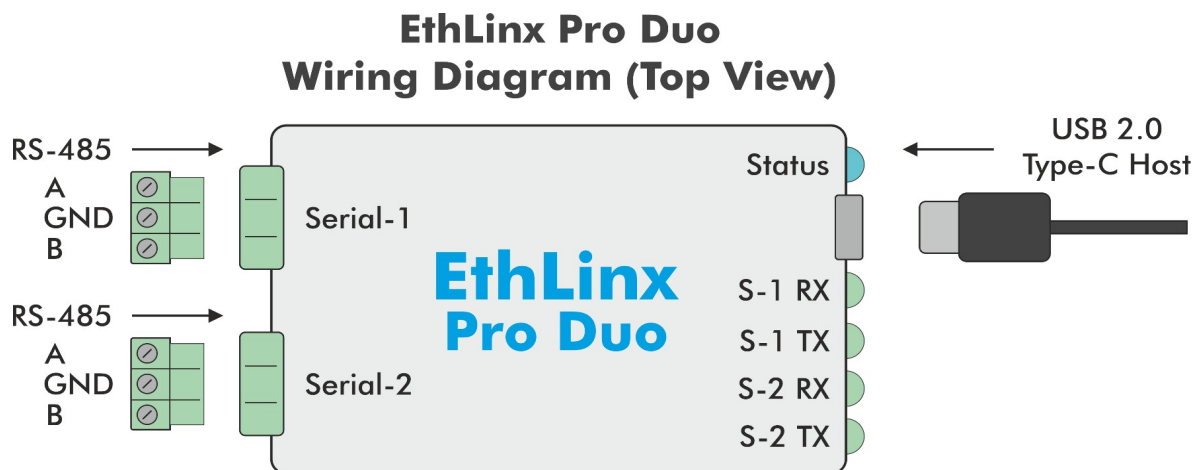 EthLinx Pro Duo
Wiring Diagram (Top View)
RS-485
A
GND
B
Serial-1
RS-485
A
GND
B
Serial-2
EthLinx
Pro Duo
Status
S-1 RX
S-1 TX
S-2 RX
S-2 TX
USB 2.0
Type-C Host